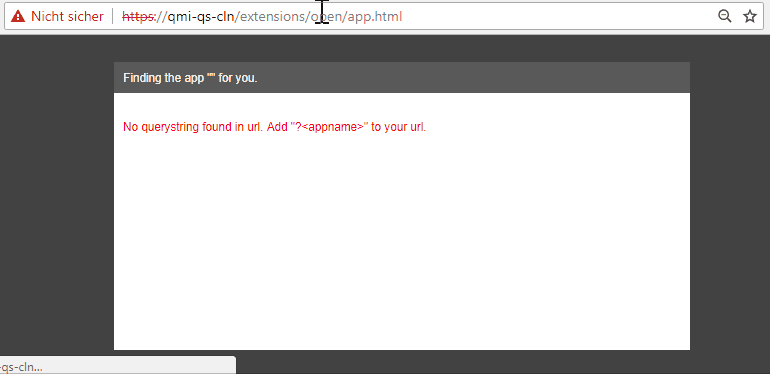 Nicht sicher https://qmi-qs-cln/extensions/open/app.html
Finding the app "" for you.
No querystring found in url. Add "?<appname>" to your url.
-qs-cln...